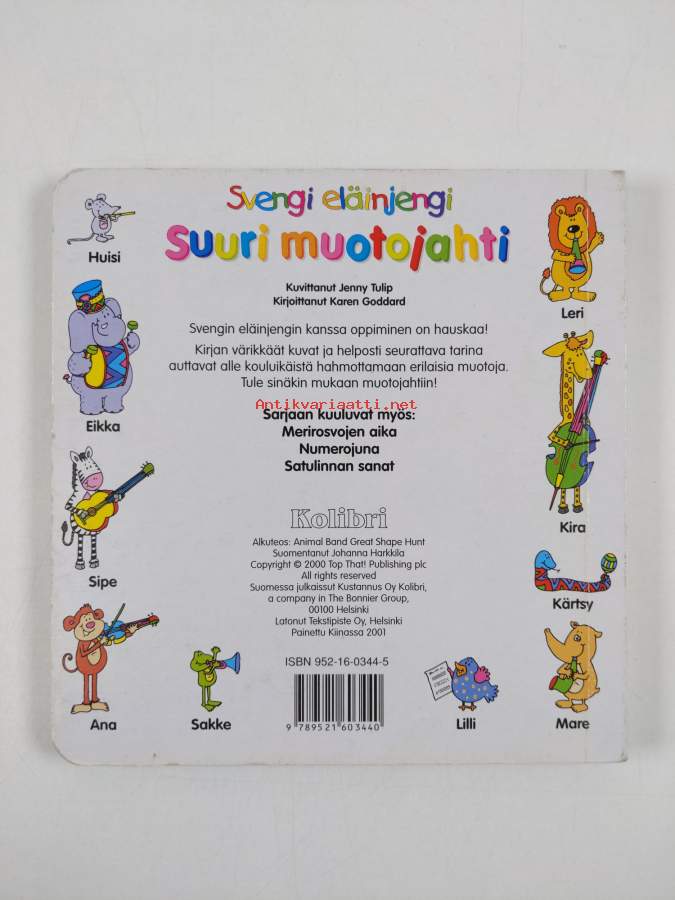 Svengi eläinjengi
Suuri muotojahti
Huisi
Leri
Kuvittanut Jenny Tulip
Kirjoittanut Karen Goddard
Svengin eläinjengin kanssa oppiminen on hauskaa!
Kirjan värikkäät kuvat ja helposti seurattava tarina
auttavat alle kouluikäistä hahmottamaan erilaisia muotoja.
Tule sinäkin mukaan muotojahtiin!
Antikvariaatti.net
Eikka
Sarjaan kuuluvat myös:
Merirosvojen aika
Numerojuna
Satulinnan sanat
Kolibri
Kira
Alkuteos: Animal Band Great Shape Hunt
Suomentanut Johanna Harkkila
Copyright © 2000 Top That! Publishing plc
All rights reserved
Suomessa julkaissut Kustannus Oy Kolibri,
a company in The Bonnier Group,
00100 Helsinki
Latonut Tekstipiste Oy, Helsinki
Painettu Kiinassa 2001
Sipe
Kärtsy
ISBN 952-16-0344-5
9 789521 603440
Ana
Sakke
Lilli
Mare